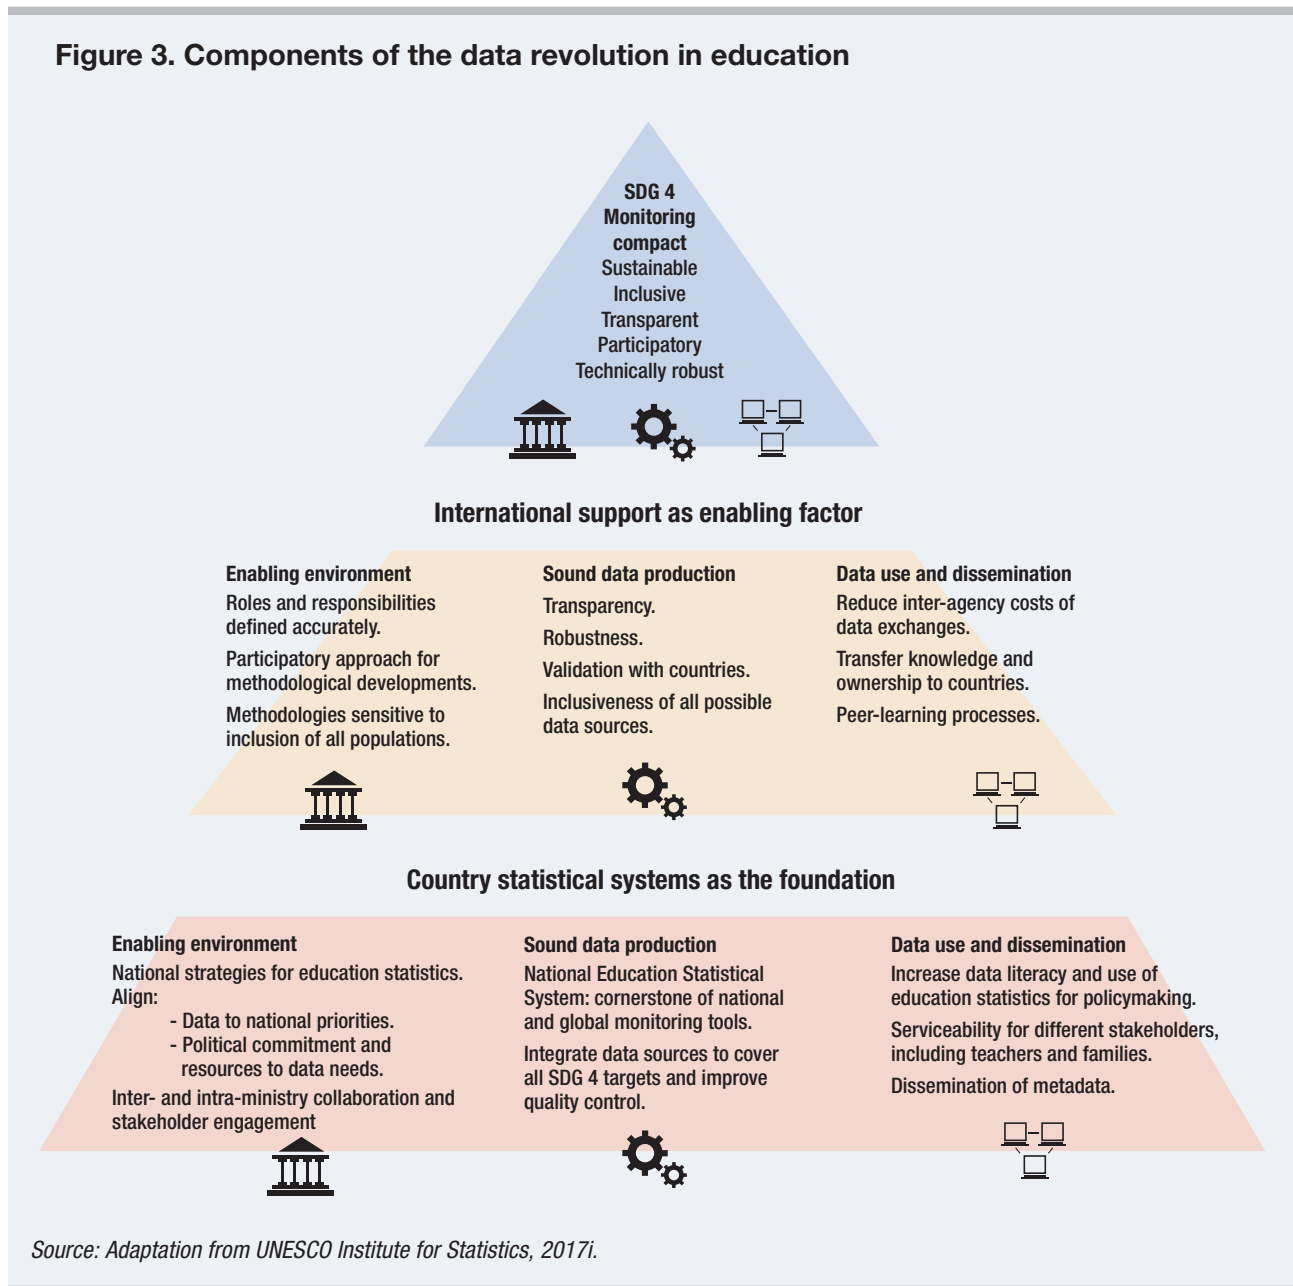 Figure 3. Components of the data revolution in education
SDG 4
Monitoring
compact
Sustainable
Inclusive
Transparent
Participatory
Technically robust
International support as enabling factor
Enabling environment
Roles and responsibilities
defined accurately.
Participatory approach for
methodological developments.
Methodologies sensitive to
inclusion of all populations.
Sound data production
Transparency.
Robustness.
Validation with countries.
Inclusiveness of all possible
data sources.
Data use and dissemination
Reduce inter-agency costs of
data exchanges.
Transfer knowledge and
ownership to countries.
Peer-learning processes.
Country statistical systems as the foundation
Enabling environment
National strategies for education statistics.
Align:
- Data to national priorities.
- Political commitment and
resources to data needs.
Inter- and intra-ministry collaboration and
stakeholder engagement
Sound data production
National Education Statistical
System: cornerstone of national
and global monitoring tools.
Integrate data sources to cover
all SDG 4 targets and improve
quality control.
Data use and dissemination
Increase data literacy and use of
education statistics for policymaking.
Serviceability for different stakeholders,
including teachers and families.
Dissemination of metadata.
Source: Adaptation from UNESCO Institute for Statistics, 2017i.